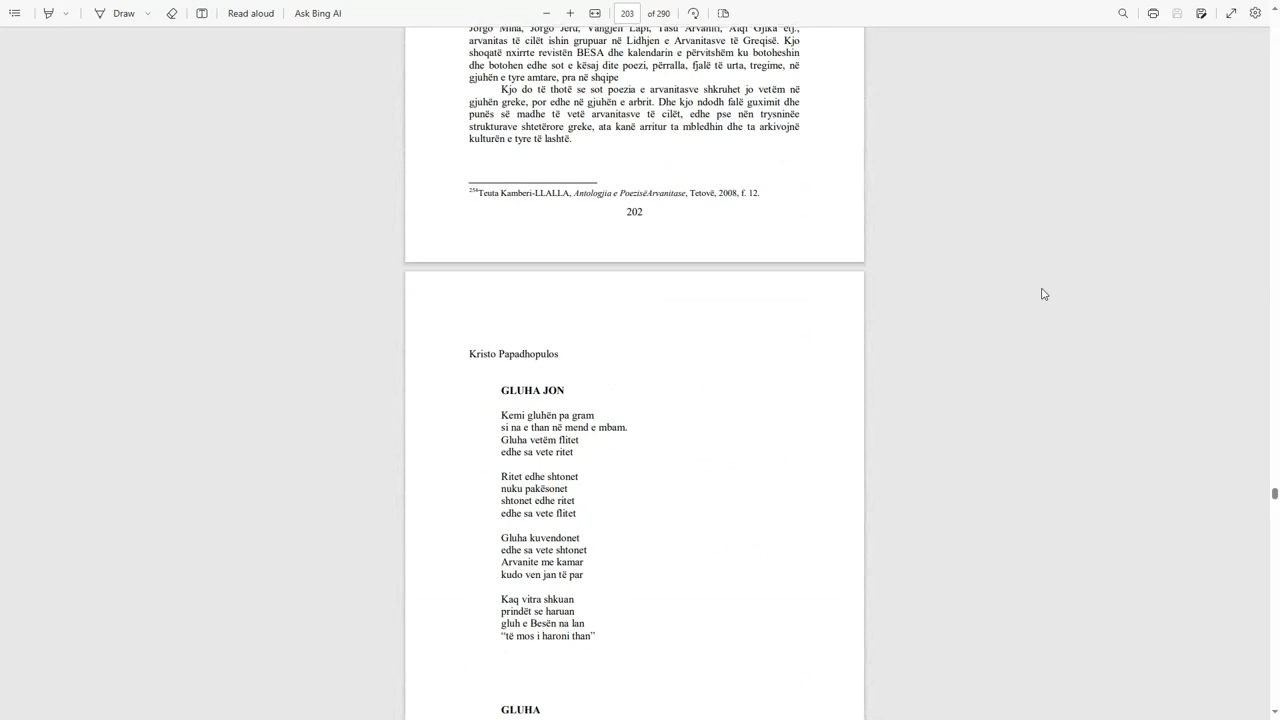 Draw
Read aloud
Ask Bing AI
203 of 290
Jorgo Miha, Jorgo Jeru, Vangjeli Lapi, Tasu Arvaniti, Alqi Gjika etj.,
arvanitas të cilët ishin grupuar në Lidhjen e Arvanitasve të Greqisë. Kjo
shoqatë nxirrte revistën BESA dhe kalendarin e përvitshëm ku botoheshin
dhe botohen edhe sot e kësaj dite poezi, përralla, fjalë të urta, tregime, në
gjuhën e tyre amtare, pra në shqipe
Kjo do të thotë se sot poezia e arvanitasve shkruhet jo vetëm në
gjuhën greke, por edhe në gjuhën e arbrit. Dhe kjo ndodh falë guximit dhe
punës së madhe të vetë arvanitasve të cilët, edhe pse nën trysninëe
strukturave shtetërore greke, ata kanë arritur ta mbledhin dhe ta arkivojnë
kulturën e tyre të lashtë.
254Teuta Kamberi-LLALLA, Antologjia e PoezisëArvanitase, Tetovë, 2008, f. 12.
202
Kristo Papadhopulos
GLUHA JON
Kemi gluhën pa gram
si na e than në mend e mbam.
Gluha vetëm flitet
edhe sa vete ritet
Ritet edhe shtonet
nuku pakësonet
shtonet edhe ritet
edhe sa vete flitet
Gluha kuvendonet
edhe sa vete shtonet
Arvanite me kamar
kudo ven jan të par
Kaq vitra shkuan
prindët se haruan
gluh e Besën na lan
“të mos i haroni than”
GLUHA